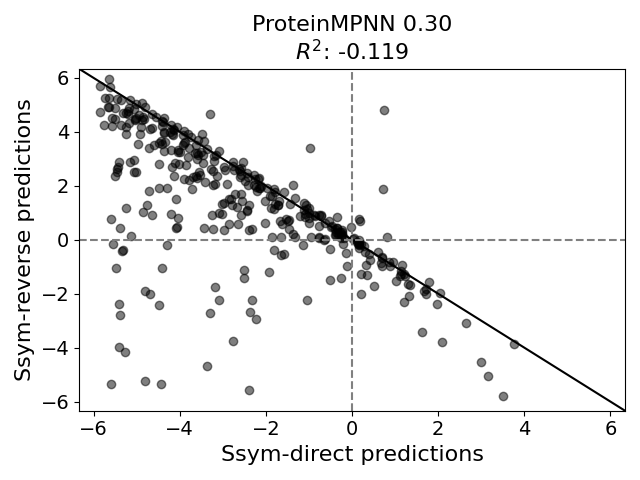 ProteinMPNN 0.30
R²: -0.119
Ssym-reverse predictions
6
4
2
0
−2
−4
−6
−6 −4 −2 0 2 4 6
Ssym-direct predictions